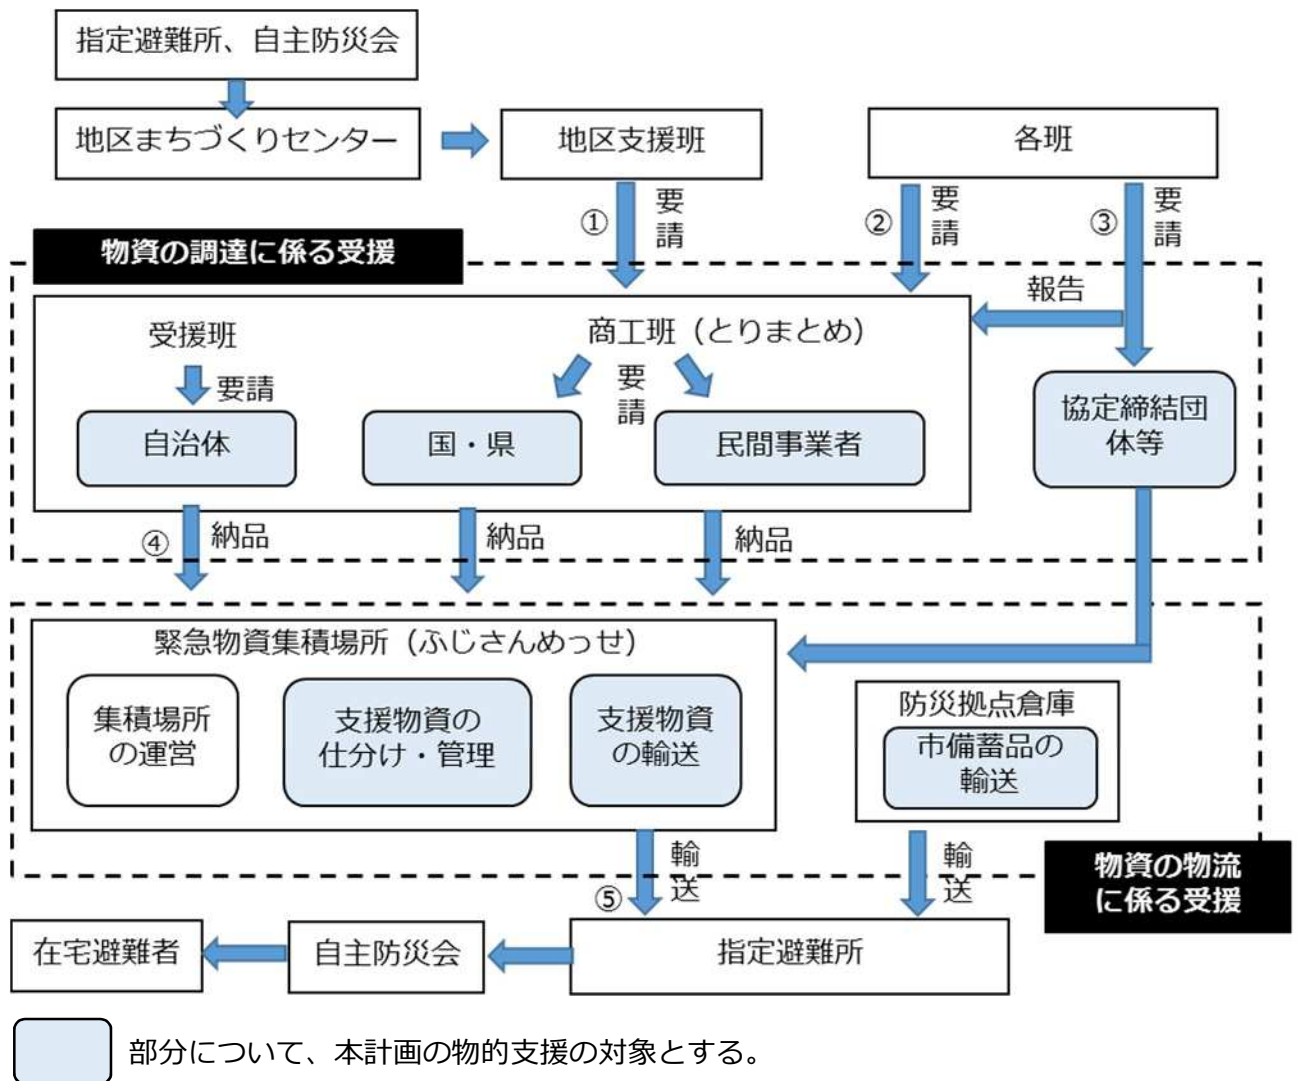 指定避難所、自主防災会
地区まちづくりセンター
地区支援班
各班
①
要
請
②
要
請
③
要
請
物資の調達に係る受援
報告
受援班
商工班（とりまとめ）
要請
要
請
自治体
国・県
民間事業者
協定締結団
体等
④
納品
納品
納品
緊急物資集積場所（ふじさんめっせ）
集積場所
の運営
支援物資の
仕分け・管理
支援物資
の輸送
防災拠点倉庫
市備蓄品の
輸送
輸
送
輸
送
⑤
物資の物流
に係る受援
在宅避難者
自主防災会
指定避難所
部分について、本計画の物的支援の対象とする。